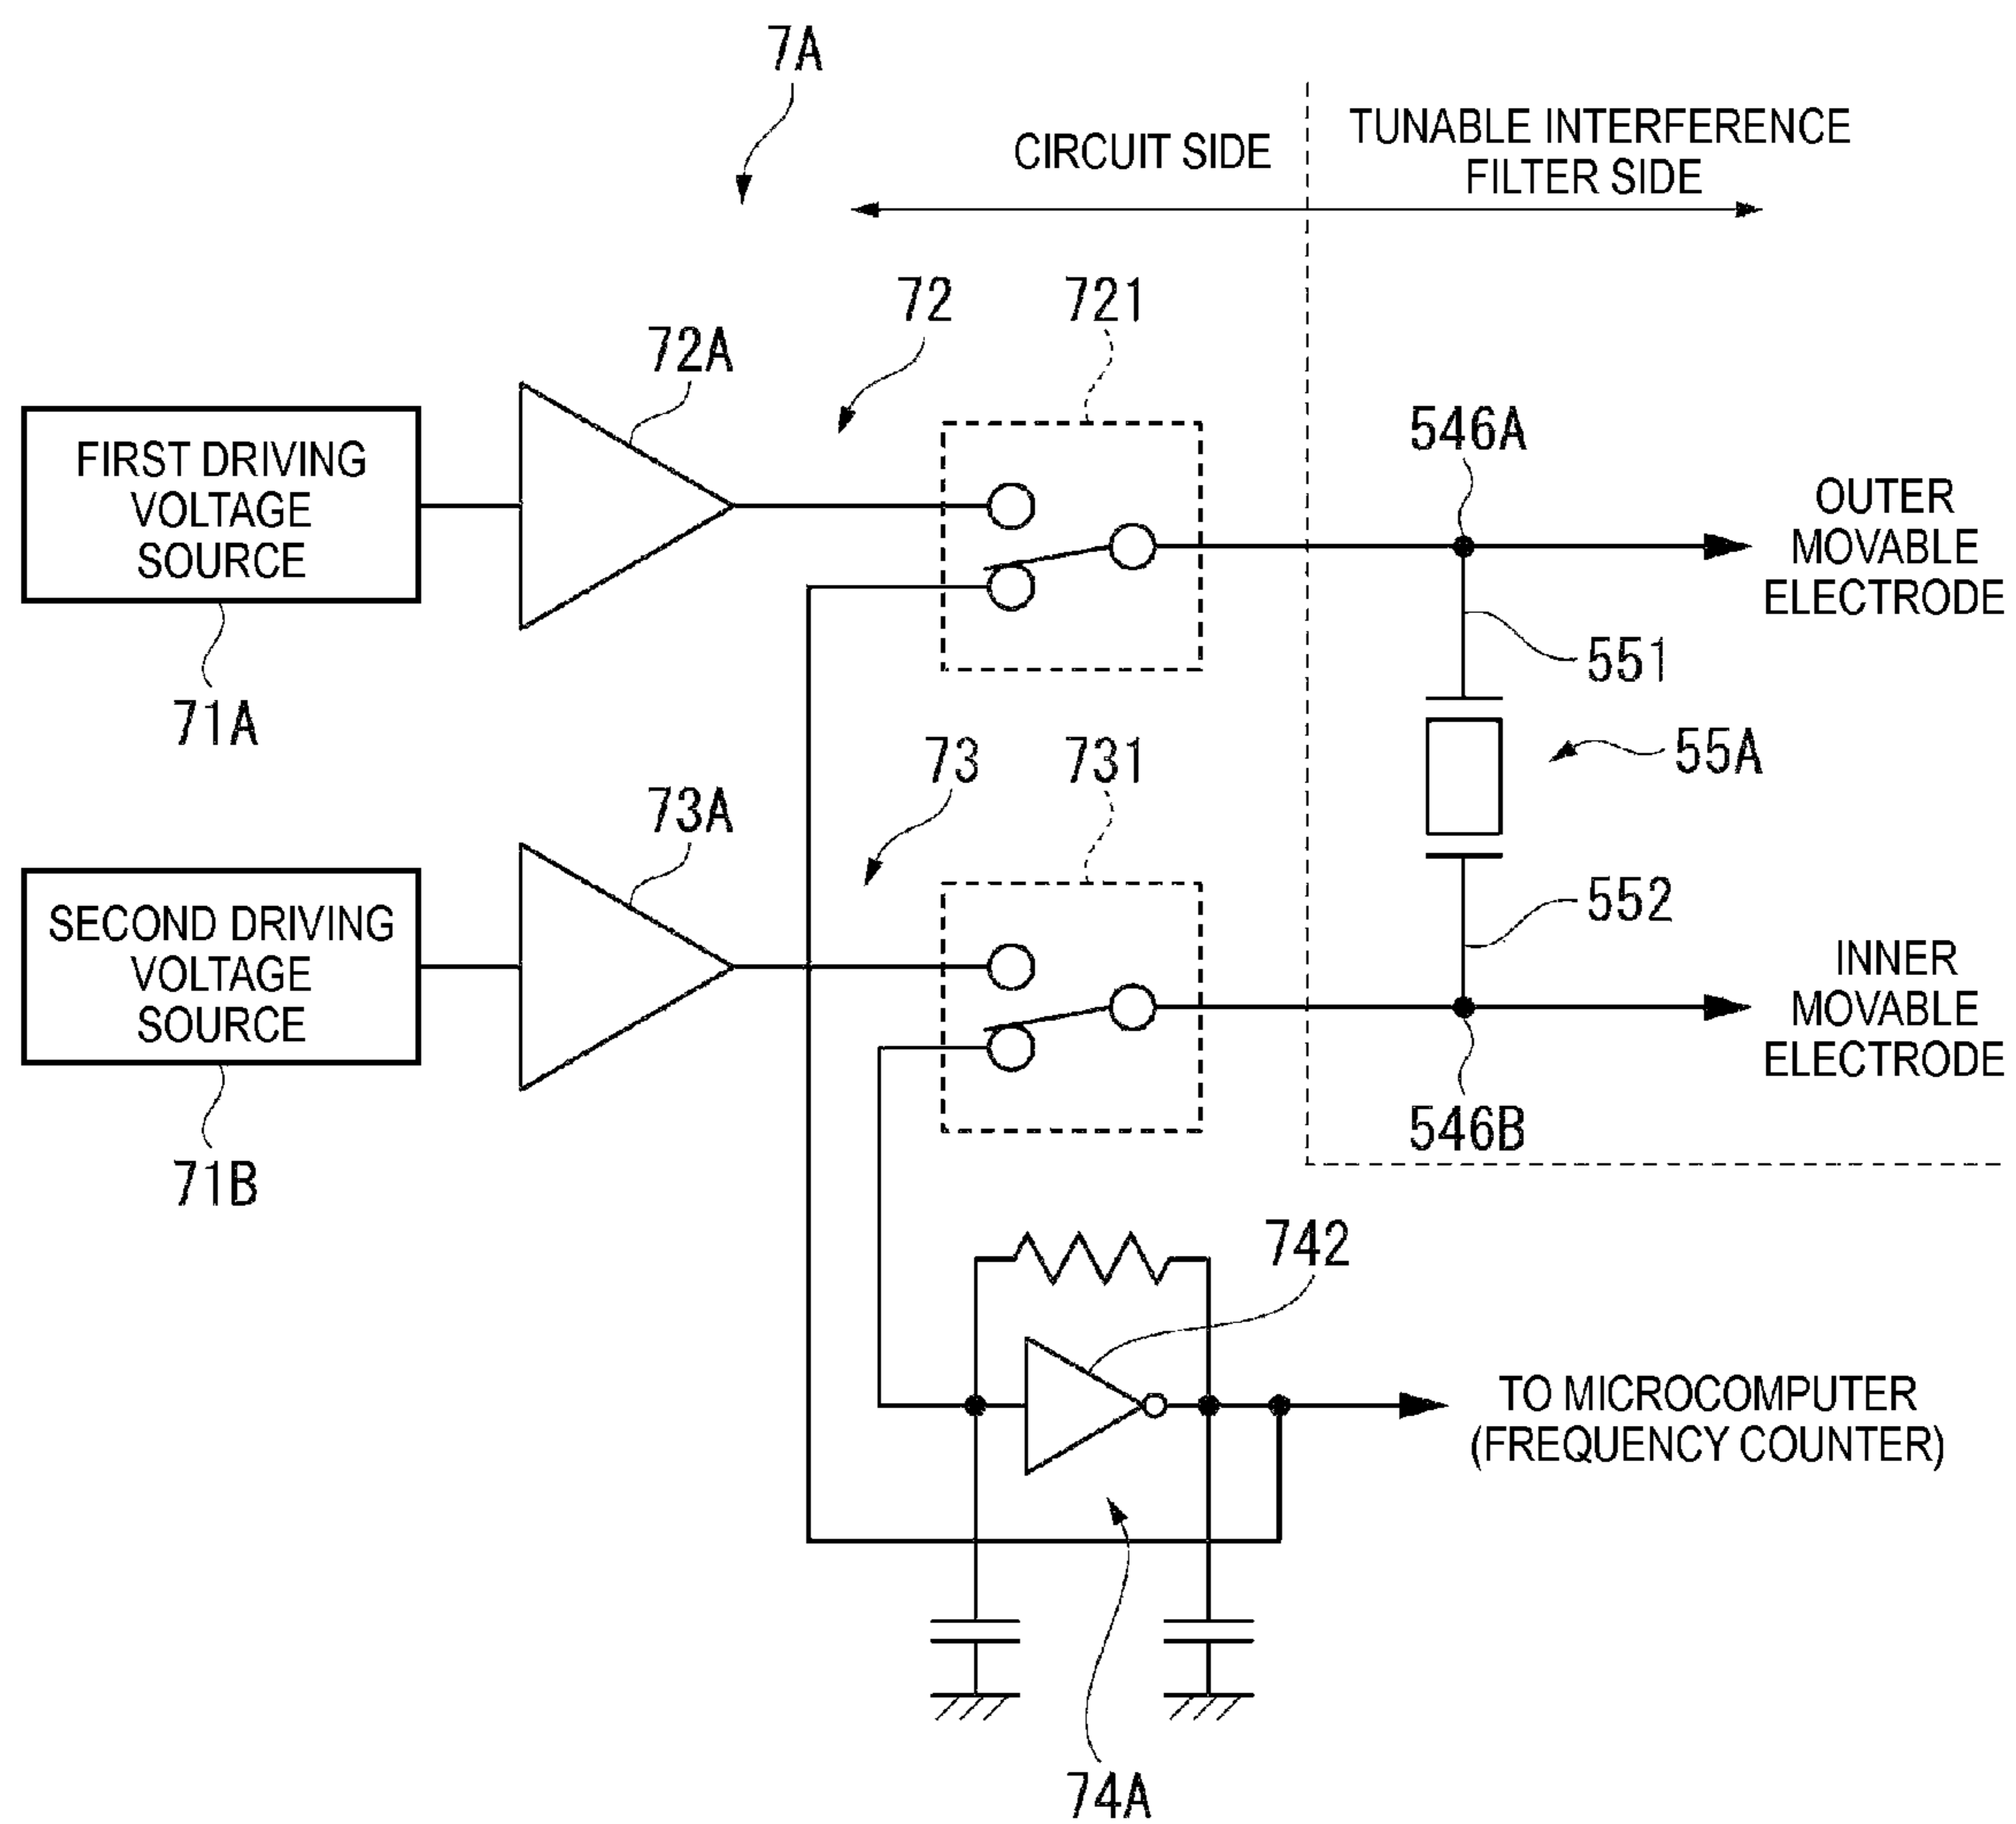 7A
CIRCUIT SIDE
TUNABLE INTERFERENCE
FILTER SIDE
72
721
72A
546A
FIRST DRIVING
VOLTAGE
SOURCE
OUTER
MOVABLE
ELECTRODE
551
71A
73
731
55A
73A
552
SECOND DRIVING
VOLTAGE
SOURCE
INNER
MOVABLE
ELECTRODE
546B
71B
742
TO MICROCOMPUTER
(FREQUENCY COUNTER)
74A